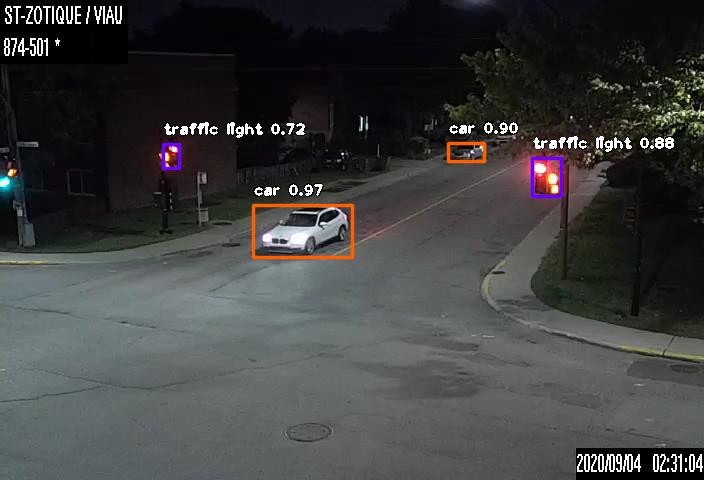 ST-ZOTIQUE / VIAU
874-501 *
traffic light 0.72
car 0.90
traffic light 0.88
car 0.97
2020/09/04 02:31:04